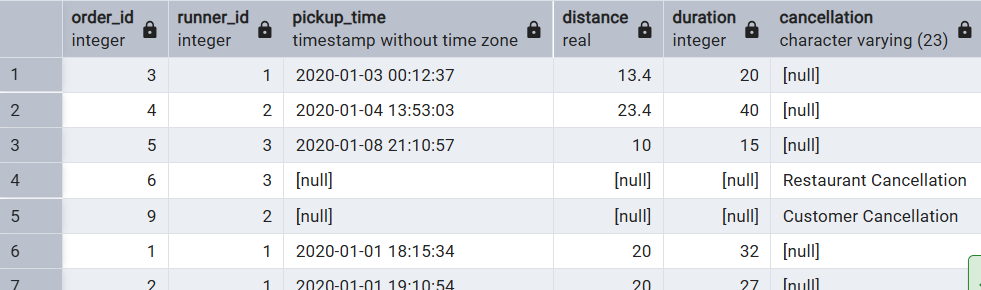 order_id runner_id pickup_time distance duration cancellation
integer integer timestamp without time zone real integer character varying (23)
1 3 1 2020-01-03 00:12:37 13.4 20 [null]
2 4 2 2020-01-04 13:53:03 23.4 40 [null]
3 5 3 2020-01-08 21:10:57 10 15 [null]
4 6 3 [null] [null] [null] Restaurant Cancellation
5 9 2 [null] [null] [null] Customer Cancellation
6 1 1 2020-01-01 18:15:34 20 32 [null]
7 2 1 2020-01-01 19:10:54 20 27 [null]